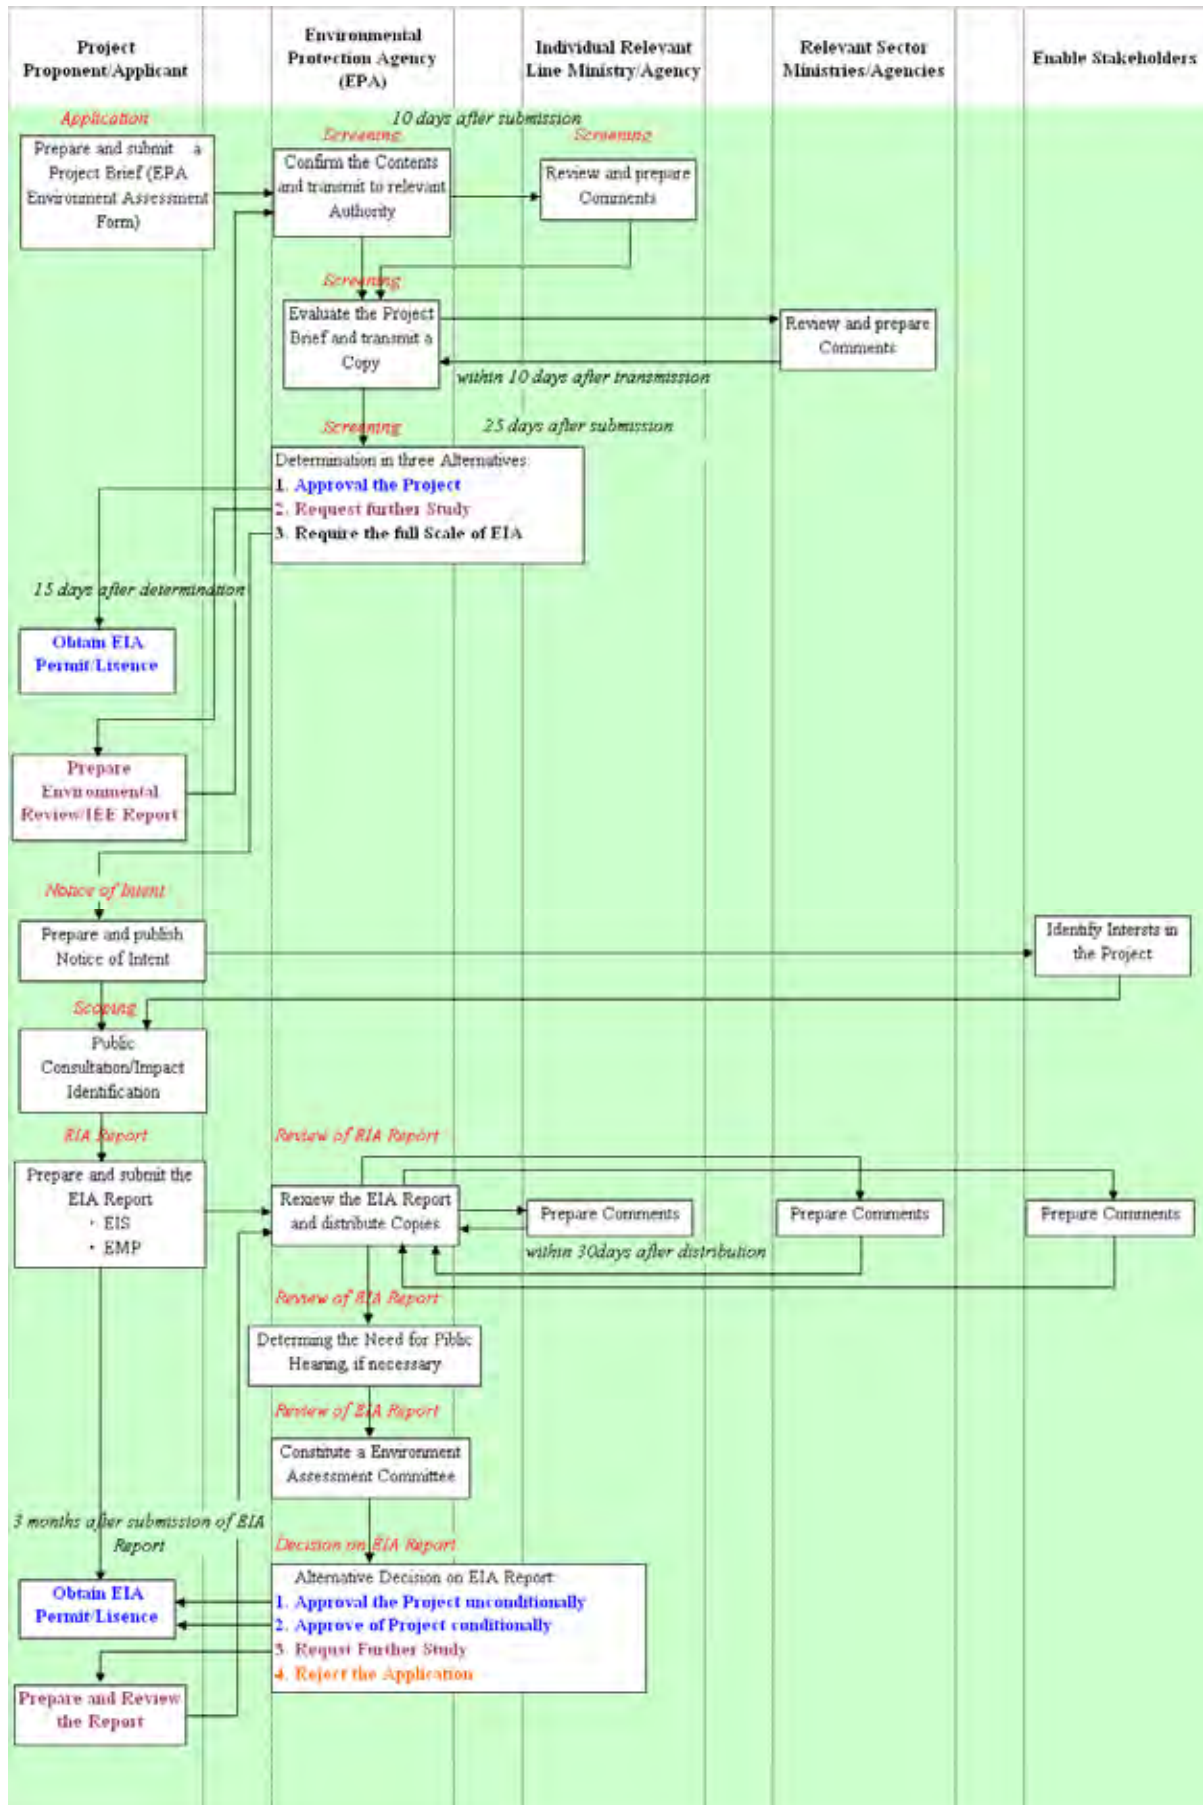 Project
Proponent/Applicant
Environmental
Protection Agency
(EPA)
Individual Relevant
Line Ministry/Agency
Relevant Sector
Ministries/Agencies
Enable Stakeholders
Application
10 days after submission
Screening
Screening
Prepare and submit a
Project Brief (EPA
Environment Assessment
Form)
Confirm the Contents
and transmit to relevant
Authority
Review and prepare
Comments
Screening
Evaluate the Project
Brief and transmit a
Copy
Review and prepare
Comments
within 10 days after transmission
Screening
25 days after submission
Determination in three Alternatives
1. Approval the Project
2. Request further Study
3. Require the full Scale of EIA
15 days after determination
Obtain EIA
Permit/Lisence
Prepare
Environmental
Review/IEE Report
Notice of Intent
Prepare and publish
Notice of Intent
Identify Intersts in
the Project
Scoping
Public
Consultation/Impact
Identification
EIA Report
Review of EIA Report
Prepare and submit the
EIA Report
・ EIS
・ EMP
Rexiew the EIA Report
and distribute Copies
Prepare Comments
Prepare Comments
Prepare Comments
within 30days after distribution
Review of EIA Report
Determing the Need for Piblic
Hearing, if necessary
Review of EIA Report
Constitute a Environment
Assessment Committee
3 months after submission of EIA
Report
Decision on EIA Report
Alternative Decision on EIA Report
1. Approval the Project unconditionally
2. Approve of Project conditionally
3. Requst Further Study
4. Reject the Application
Obtain EIA
Permit/Lisence
Prepare and Review
the Report